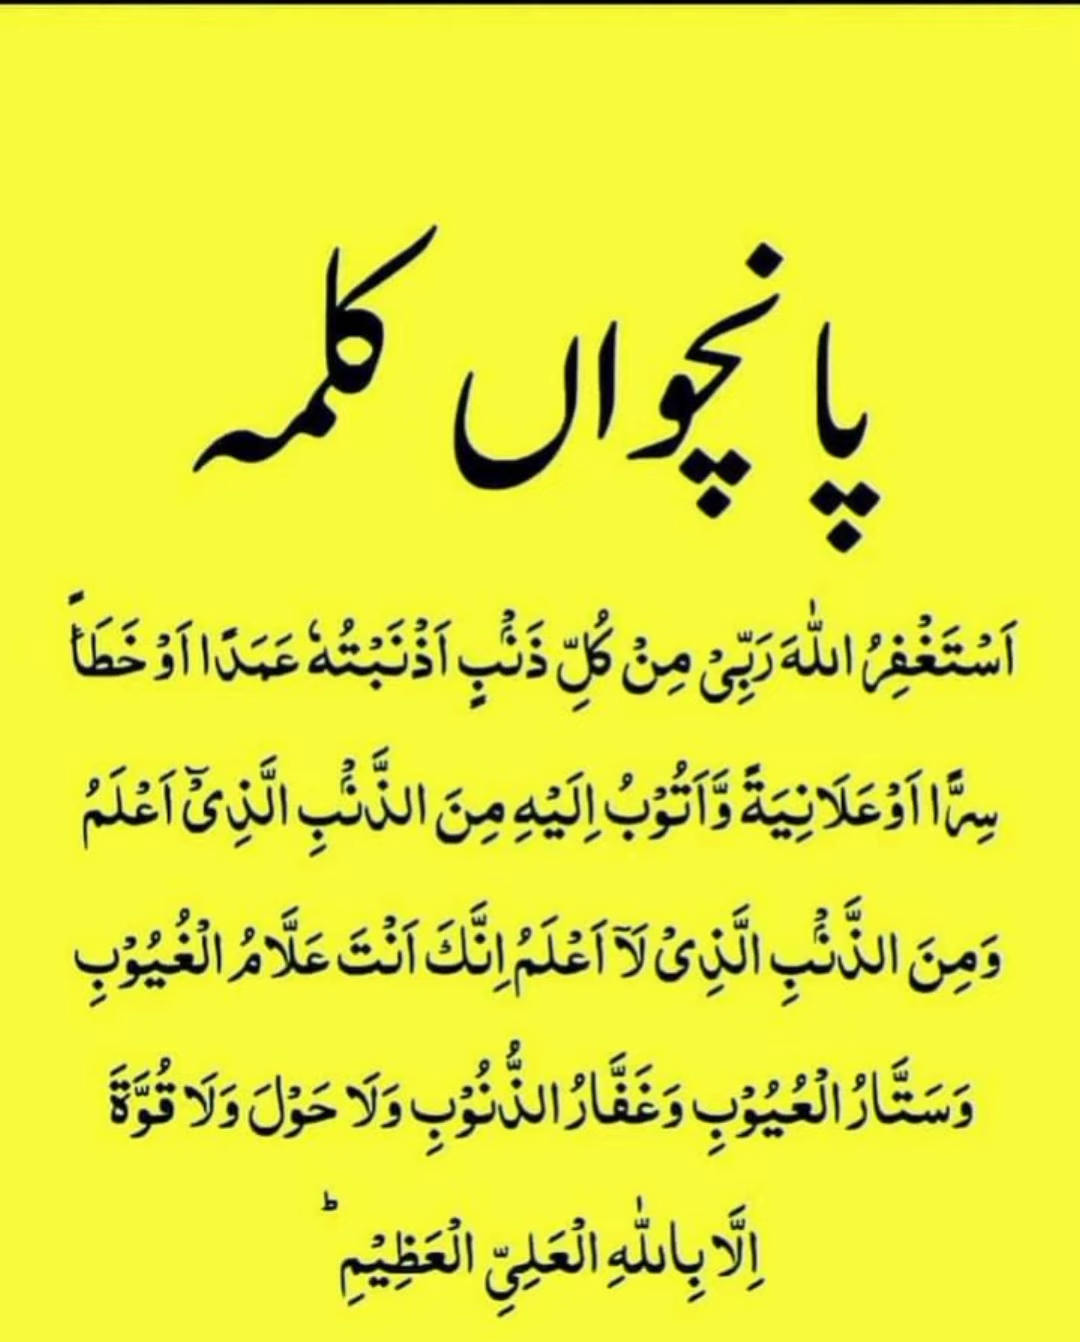 پانچواں کلمہ
اَسْتَغْفِرُ اللّٰهَ رَبِّیْ مِنْ کُلِّ ذَنْۢبٍ اَذْنَبْتُهٗ عَمَدًا اَوْ خَطَأً
سِرًّا اَوْ عَلَانِیَةً وَّاَتُوْبُ اِلَیْهِ مِنَ الذَّنْۢبِ الَّذِیْۤ اَعْلَمُ
وَمِنَ الذَّنْۢبِ الَّذِیْ لَاۤ اَعْلَمُ اِنَّكَ اَنْتَ عَلَّامُ الْغُیُوْبِ
وَسَتَّارُ الْعُیُوْبِ وَغَفَّارُ الذُّنُوْبِ وَلَا حَوْلَ وَلَا قُوَّةَ
اِلَّا بِاللّٰهِ الْعَلِیِّ الْعَظِیْمِؕ